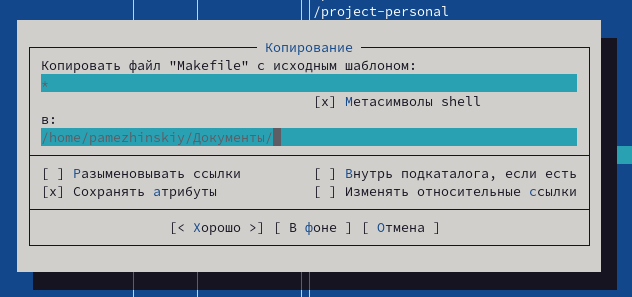 /project-personal
Копирование
Копировать файл "Makefile" с исходным шаблоном:
*
[x] Метасимволы shell
в:
/home/pamezhinskiy/Документы/
[ ] Разыменовывать ссылки [ ] Внутрь подкаталога, если есть
[x] Сохранять атрибуты [ ] Изменять относительные ссылки
[< Хорошо >] [ В фоне ] [ Отмена ]